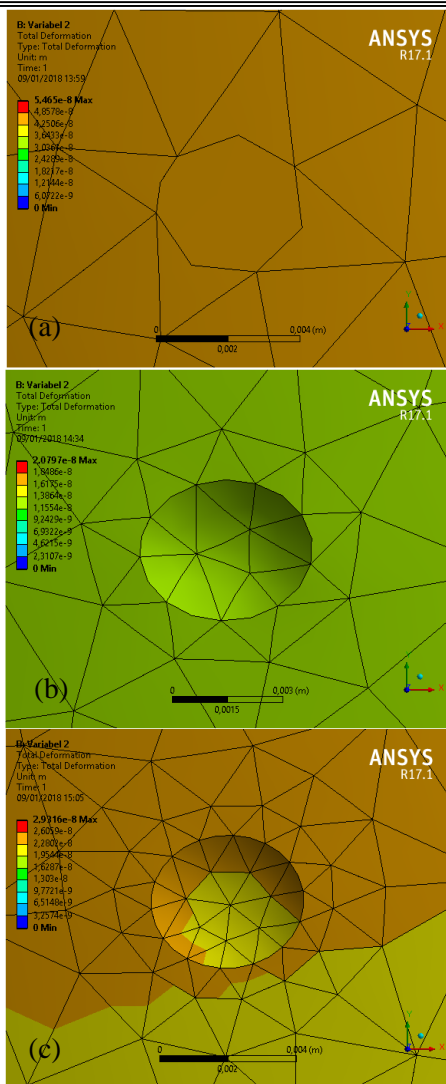 B: Variabel 2
Total Deformation
Type: Total Deformation
Unit: m
Time: 1
09/01/2018 13:59
5,465e-8 Max
4,8578e-8
4,2506e-8
3,6433e-8
3,0361e-8
2,4289e-8
1,8217e-8
1,2144e-8
6,0722e-9
0 Min
ANSYS
R17.1
(a)
0
0,004 (m)
0,002
Y
Z
X
B: Variabel 2
Total Deformation
Type: Total Deformation
Unit: m
Time: 1
09/01/2018 14:34
2,0797e-8 Max
1,8486e-8
1,6175e-8
1,3864e-8
1,1554e-8
9,2429e-9
6,9322e-9
4,6215e-9
2,3107e-9
0 Min
ANSYS
R17.1
(b)
0
0,003 (m)
0,0015
Y
Z
X
B: Variabel 2
Total Deformation
Type: Total Deformation
Unit: m
Time: 1
09/01/2018 15:05
2,9316e-8 Max
2,6059e-8
2,2802e-8
1,9544e-8
1,6287e-8
1,303e-8
9,7721e-9
6,5148e-9
3,2574e-9
0 Min
ANSYS
R17.1
(c)
0
0,004 (m)
0,002
Y
Z
X